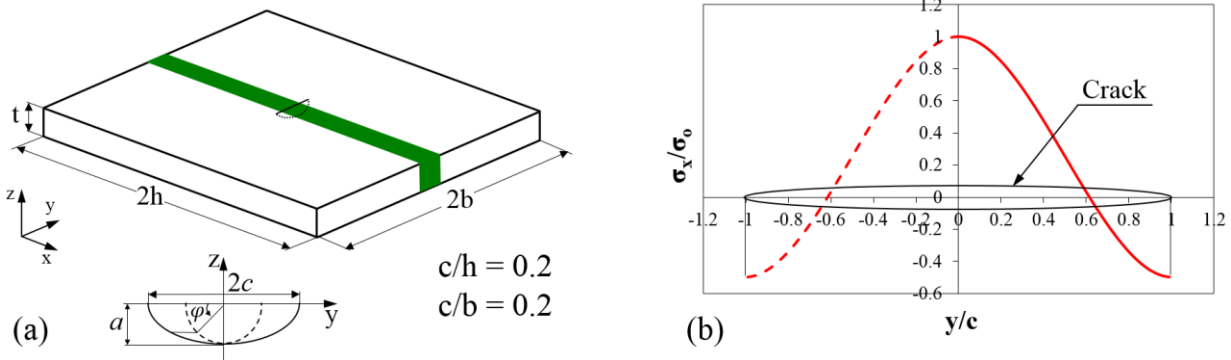 t
2h
2b
z
y
x
z
2c
y
a
φ
c/h = 0.2
c/b = 0.2
(a)
1.2
1
0.8
0.6
0.4
0.2
0
-0.2
-0.4
-0.6
-1.2 -1 -0.8 -0.6 -0.4 -0.2 0 0.2 0.4 0.6 0.8 1 1.2
Crack
σx/σo
y/c
(b)